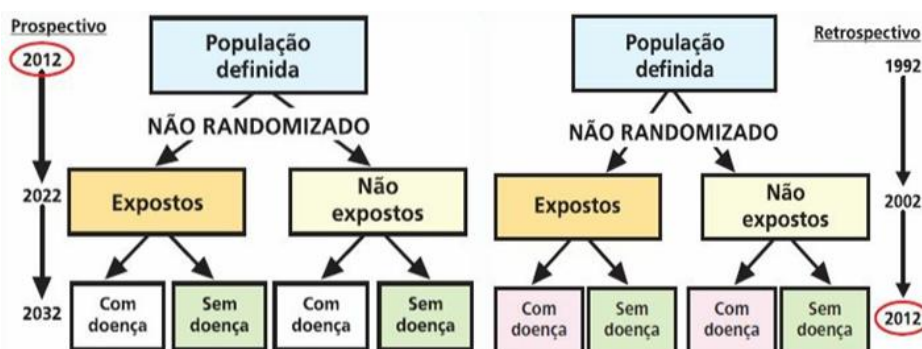 Prospectivo
2012
2022
2032
População
definida
NÃO RANDOMIZADO
Expostos
Não
expostos
Com
doença
Sem
doença
Com
doença
Sem
doença
População
definida
NÃO RANDOMIZADO
Expostos
Não
expostos
Com
doença
Sem
doença
Com
doença
Sem
doença
Retrospectivo
1992
2002
2012